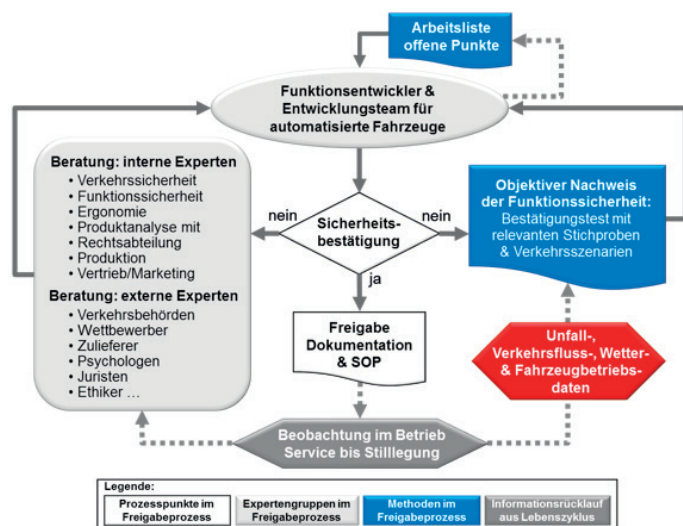 Arbeitsliste
offene Punkte
Funktionsentwickler &
Entwicklungsteam für
automatisierte Fahrzeuge
Beratung: interne Experten
• Verkehrssicherheit
• Funktionssicherheit
• Ergonomie
• Produktanalyse mit
• Rechtsabteilung
• Produktion
• Vertrieb/Marketing
Beratung: externe Experten
• Verkehrsbehörden
• Wettbewerber
• Zulieferer
• Psychologen
• Juristen
• Ethiker ...
nein
Sicherheits-
bestätigung
nein
ja
Objektiver Nachweis
der Funktionssicherheit:
Bestätigungstest mit
relevanten Stichproben
& Verkehrsszenarien
Freigabe
Dokumentation
& SOP
Unfall-,
Verkehrsfluss-, Wetter-
& Fahrzeugbetriebs-
daten
Beobachtung im Betrieb
Service bis Stilllegung
Legende:
Prozesspunkte im
Freigabeprozess
Expertengruppen im
Freigabeprozess
Methoden im
Freigabeprozess
Informationsrücklauf
aus Lebenszyklus